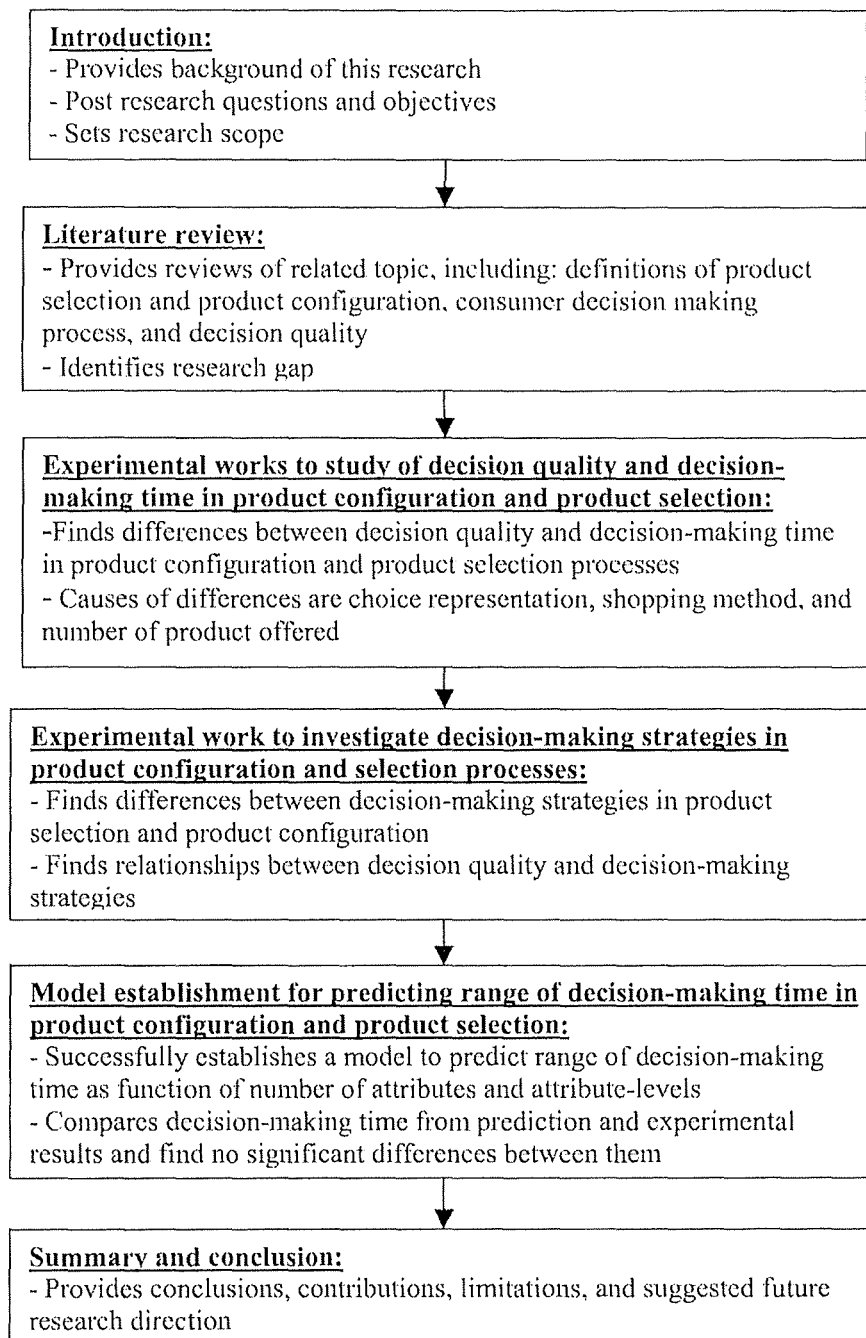 Introduction:
- Provides background of this research
- Post research questions and objectives
- Sets research scope
Literature review:
- Provides reviews of related topic, including: definitions of product
selection and product configuration, consumer decision making
process, and decision quality
- Identifies research gap
Experimental works to study of decision quality and decision-
making time in product configuration and product selection:
-Finds differences between decision quality and decision-making time
in product configuration and product selection processes
- Causes of differences are choice representation, shopping method, and
number of product offered
Experimental work to investigate decision-making strategies in
product configuration and selection processes:
- Finds differences between decision-making strategies in product
selection and product configuration
- Finds relationships between decision quality and decision-making
strategies
Model establishment for predicting range of decision-making time in
product configuration and product selection:
- Successfully establishes a model to predict range of decision-making
time as function of number of attributes and attribute-levels
- Compares decision-making time from prediction and experimental
results and find no significant differences between them
Summary and conclusion:
- Provides conclusions, contributions, limitations, and suggested future
research direction